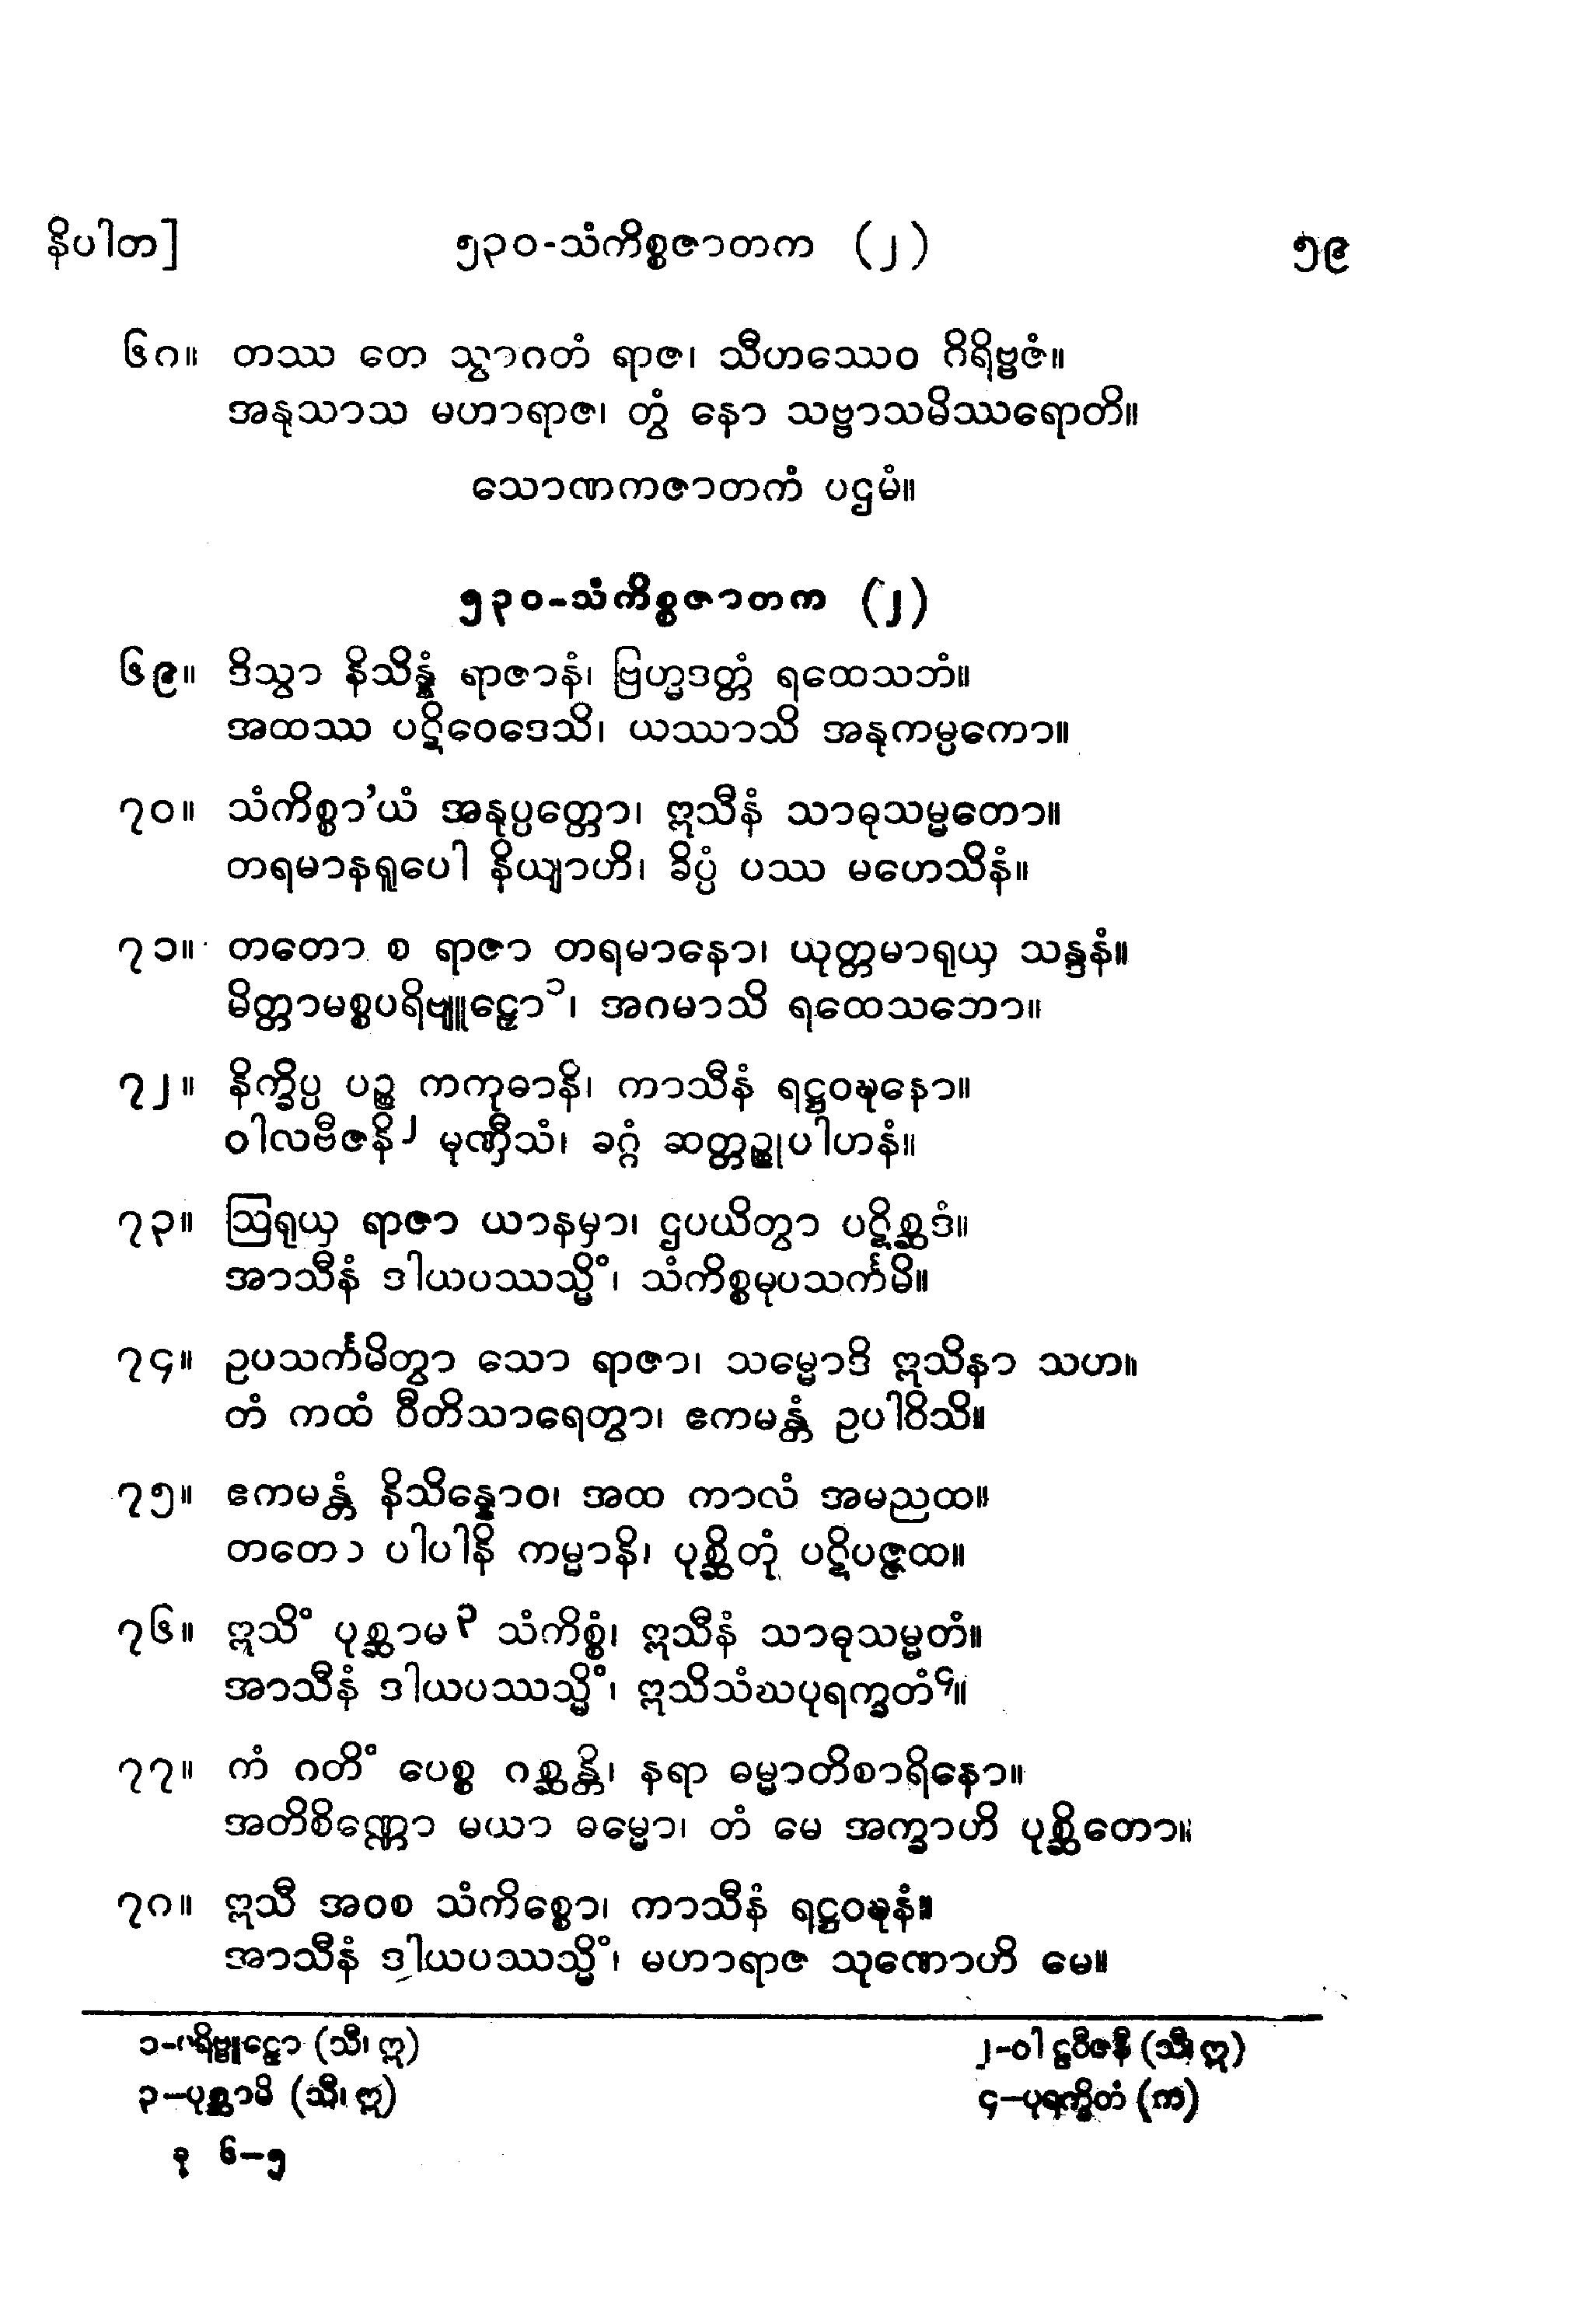 နိပါတ] ၅၃၀-သံကိစ္စဇာတက (၂) ၅၉
၆၈။ တဿ တေ သွာဂတံ ရာဇ၊ သီဟဿေဝ ဂိရိဗ္ဗဇံ။
အနုသာသ မဟာရာဇ၊ တွံ နော သဗ္ဗာသမိဿရောတိ။
သောဏကဇာတကံ ပဌမံ။
၅၃၀-သံကိစ္စဇာတက (၂)
၆၉။ ဒိသွာ နိသိန္နံ ရာဇာနံ၊ ဗြဟ္မဒတ္တံ ရထေသဘံ။
အထဿ ပဋိဝေဒေသိ၊ ယဿာသိ အနုကမ္ပကော။
၇၀။ သံကိစ္စာ’ယံ အနုပ္ပတ္တော၊ ဣသီနံ သာဓုသမ္မတော။
တရမာနရူပေါ နိယျာဟိ၊ ခိပ္ပံ ပဿ မဟေသိနံ။
၇၁။ တတော စ ရာဇာ တရမာနော၊ ယုတ္တမာရုယှ သန္ဒနံ။
မိတ္တာမစ္စပရိဗျူဠှော၁၊ အဂမာသိ ရထေသဘော။
၇၂။ နိက္ခိပ္ပ ပဉ္စ ကကုဓာနိ၊ ကာသီနံ ရဋ္ဌဝဍ္ဎနော။
ဝါလဗီဇနိ၂ မုဏှီသံ၊ ခဂ္ဂံ ဆတ္တဉ္စုပါဟနံ။
၇၃။ ဩရုယှ ရာဇာ ယာနမှာ၊ ဌပယိတွာ ပဋိစ္ဆဒံ။
အာသီနံ ဒါယပဿသ္မိံ၊ သံကိစ္စမုပသင်္ကမိ။
၇၄။ ဥပသင်္ကမိတွာ သော ရာဇာ၊ သမ္မောဒိ ဣသိနာ သဟ။
တံ ကထံ ဝီတိသာရေတွာ၊ ဧကမန္တံ ဥပါဝိသိ။
၇၅။ ဧကမန္တံ နိသိန္နောဝ၊ အထ ကာလံ အမညထ။
တတော ပါပါနိ ကမ္မာနိ၊ ပုစ္ဆိတုံ ပဋိပဇ္ဇထ။
၇၆။ ဣသိံ ပုစ္ဆာမ၃ သံကိစ္စံ၊ ဣသီနံ သာဓုသမ္မတံ။
အာသီနံ ဒါယပဿသ္မိံ၊ ဣသိသံဃပုရက္ခတံ၄။
၇၇။ ကံ ဂတိံ ပေစ္စ ဂစ္ဆန္တိ၊ နရာ ဓမ္မာတိစာရိနော။
အတိစိဏ္ဏော မယာ ဓမ္မော၊ တံ မေ အက္ခာဟိ ပုစ္ဆိတော။
၇၈။ ဣသီ အဝစ သံကိစ္စော၊ ကာသီနံ ရဋ္ဌဝဍ္ဎနံ။
အာသီနံ ဒါယပဿသ္မိံ၊ မဟာရာဇ သုဏောဟိ မေ။
၁-ပရိဗ္ဗူဠှော (သီ၊ ဣ) ၂-ဝါဠဝီဇနီ (သီ၊ ဣ)
၃-ပုစ္ဆာမိ (သီ၊ ဣ) ၄-ပုရက္ခိတံ (က)
ခု ၆-၅